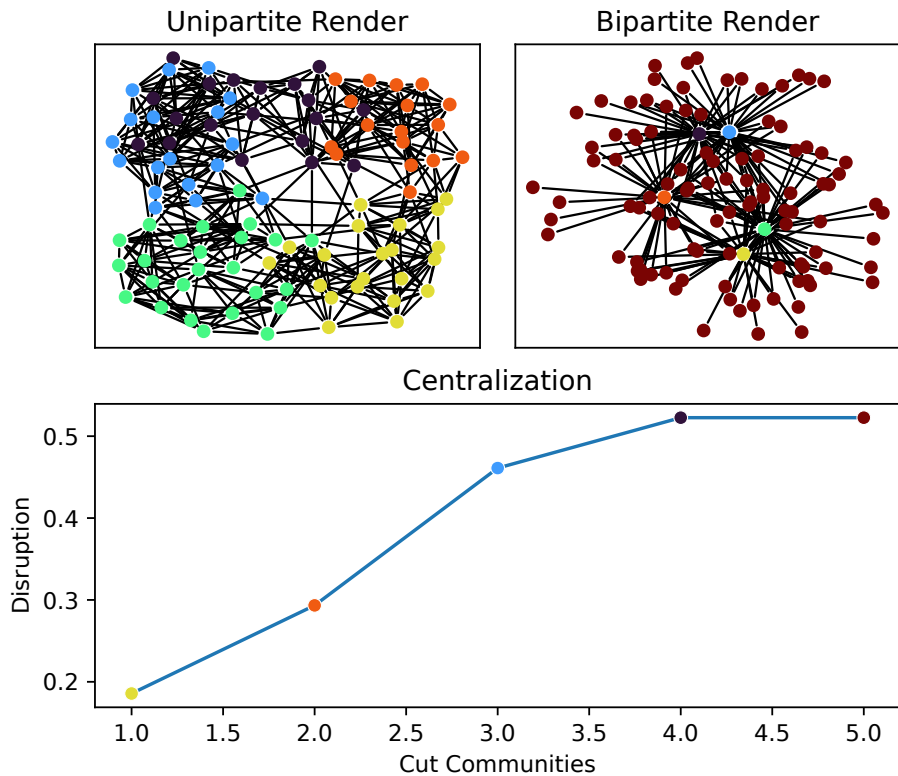 Unipartite Render
Bipartite Render
Centralization
Disruption
0.5
0.4
0.3
0.2
1.0 1.5 2.0 2.5 3.0 3.5 4.0 4.5 5.0
Cut Communities